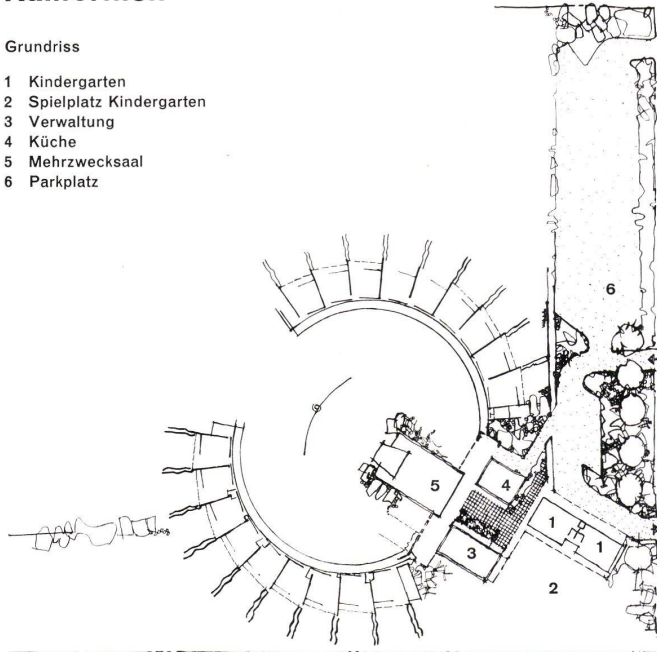 Grundriss
1 Kindergarten
2 Spielplatz Kindergarten
3 Verwaltung
4 Küche
5 Mehrzwecksaal
6 Parkplatz
6
5
4
1
1
3
2